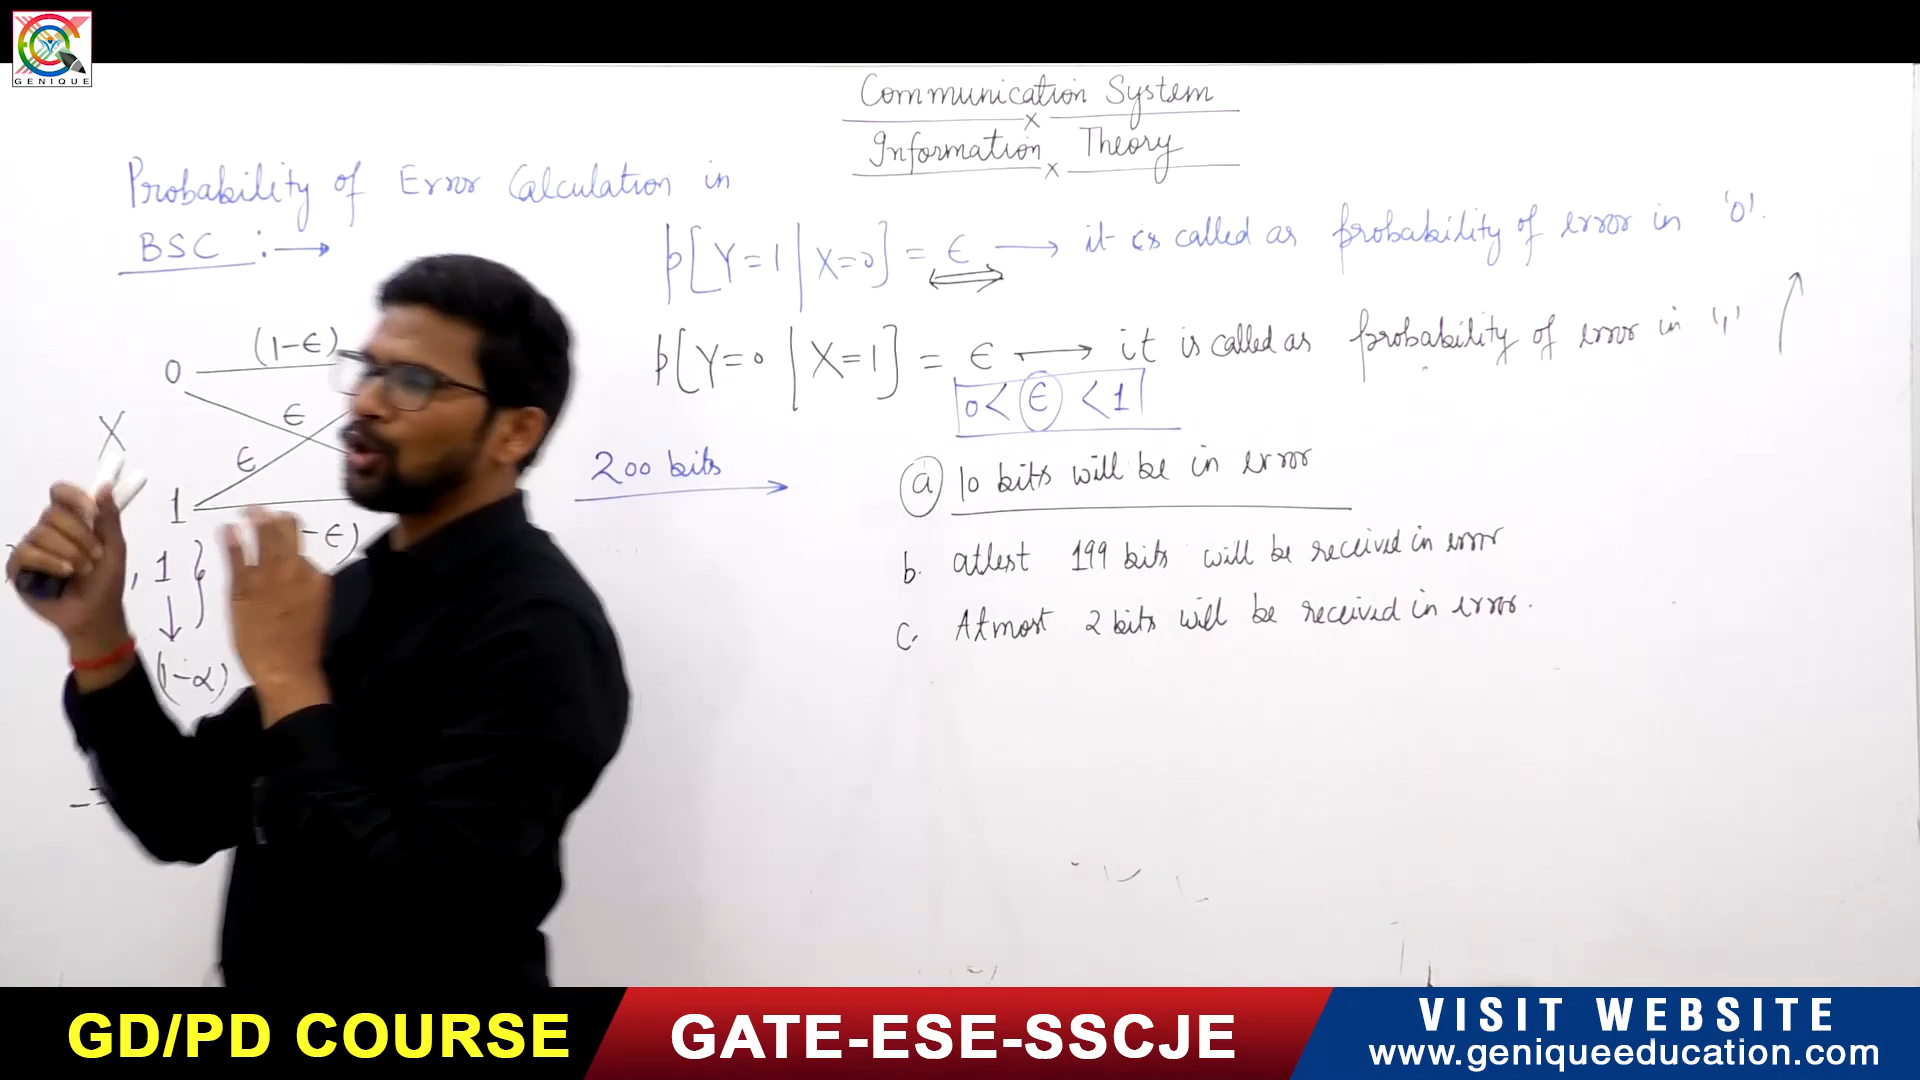 GENIQUE
Communication System
Information Theory
Probability of Error Calculation in
BSC :→
p[Y=1 | X=0] = ϵ → it is called as probability of error in '0'.
p[Y=0 | X=1] = ϵ → it is called as probability of error in '1'
0 < ϵ < 1
0 (1-ϵ)
ϵ
X
ϵ
1
-ϵ)
, 1 }
↓
(1-α)
200 bits
a 10 bits will be in error
b. atlest 199 bits will be received in error
c. Atmost 2 bits will be received in error.
GD/PD COURSE
GATE-ESE-SSCJE
VISIT WEBSITE
www.geniqueeducation.com